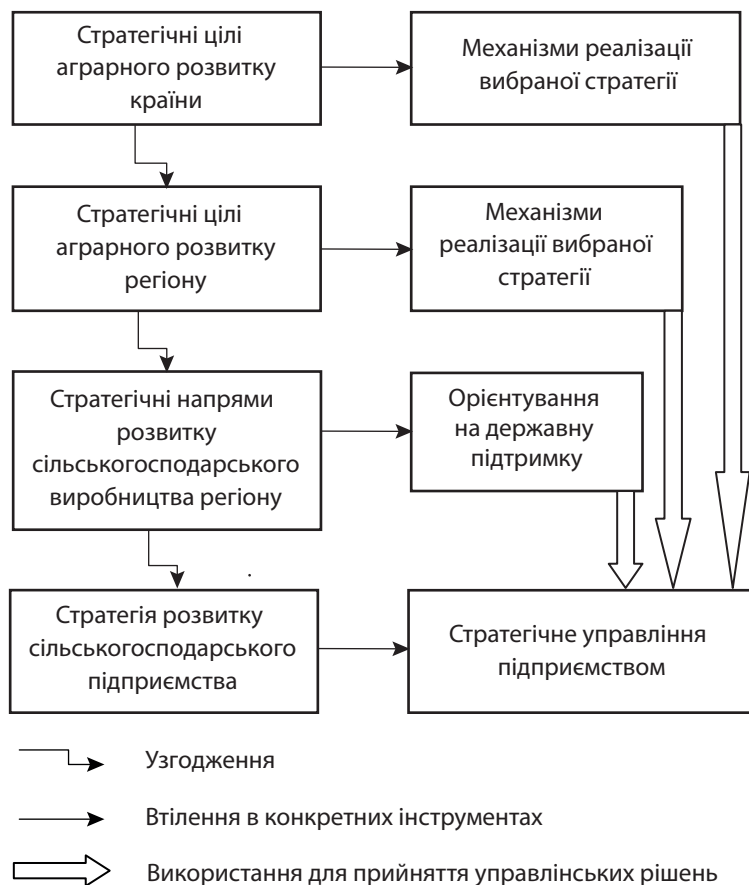 Стратегічні цілі
аграрного розвитку
країни
Механізми реалізації
вибраної стратегії
Стратегічні цілі
аграрного розвитку
регіону
Механізми
реалізації вибраної
стратегії
Стратегічні напрями
розвитку
сільськогосподарського
виробництва регіону
Орієнтування
на державну
підтримку
Стратегія розвитку
сільськогосподарського
підприємства
Стратегічне управління
підприємством
Узгодження
Втілення в конкретних інструментах
Використання для прийняття управлінських рішень